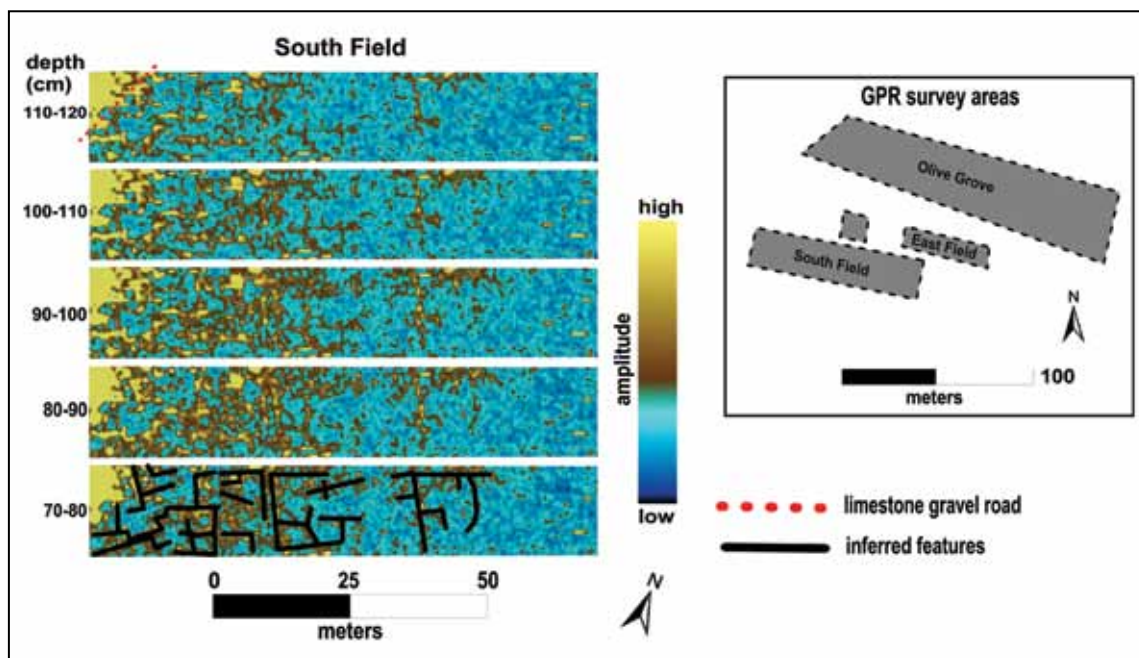 South Field
depth
(cm)
110-120
100-110
90-100
80-90
70-80
0 25 50
meters
N
high
amplitude
low
GPR survey areas
Olive Grove
East Field
South Field
N
100
meters
limestone gravel road
inferred features